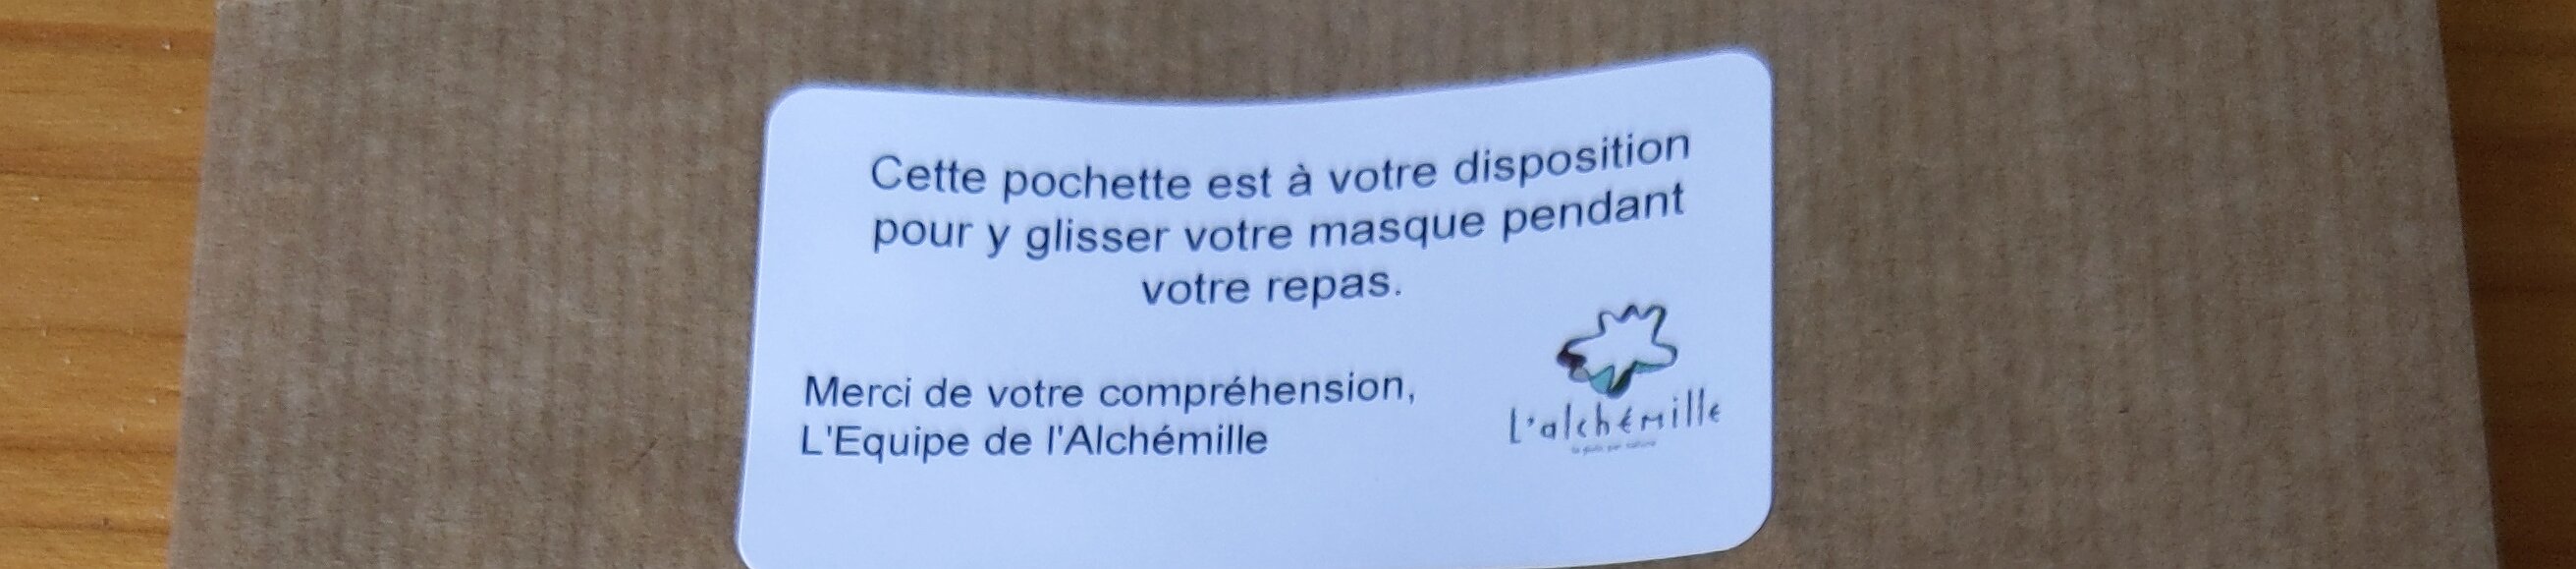 Cette pochette est à votre disposition
pour y glisser votre masque pendant
votre repas.
Merci de votre compréhension,
L'Equipe de l'Alchémille
L'alchémille